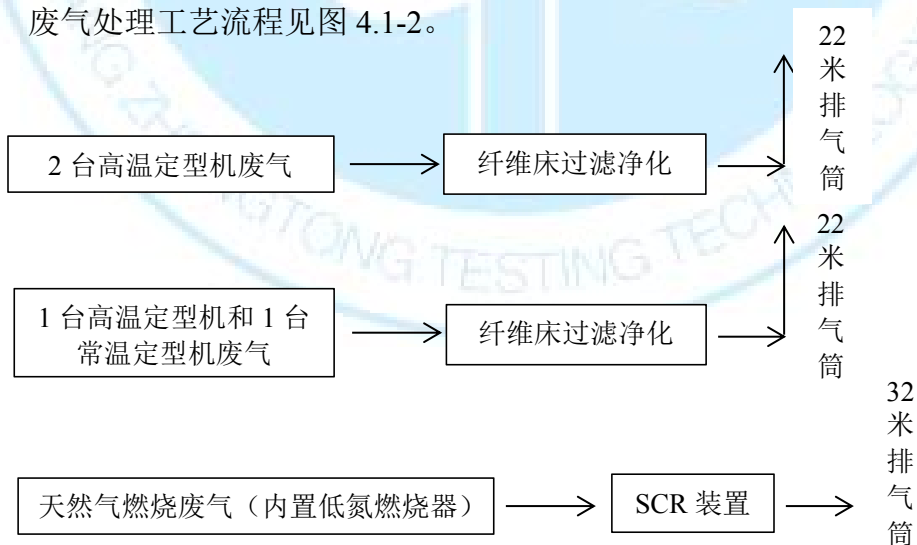 废气处理工艺流程见图 4.1-2。
2 台高温定型机废气
纤维床过滤净化
22
米
排
气
筒
1 台高温定型机和 1 台
常温定型机废气
纤维床过滤净化
22
米
排
气
筒
天然气燃烧废气（内置低氮燃烧器）
SCR 装置
32
米
排
气
筒
TONG TESTING TECH